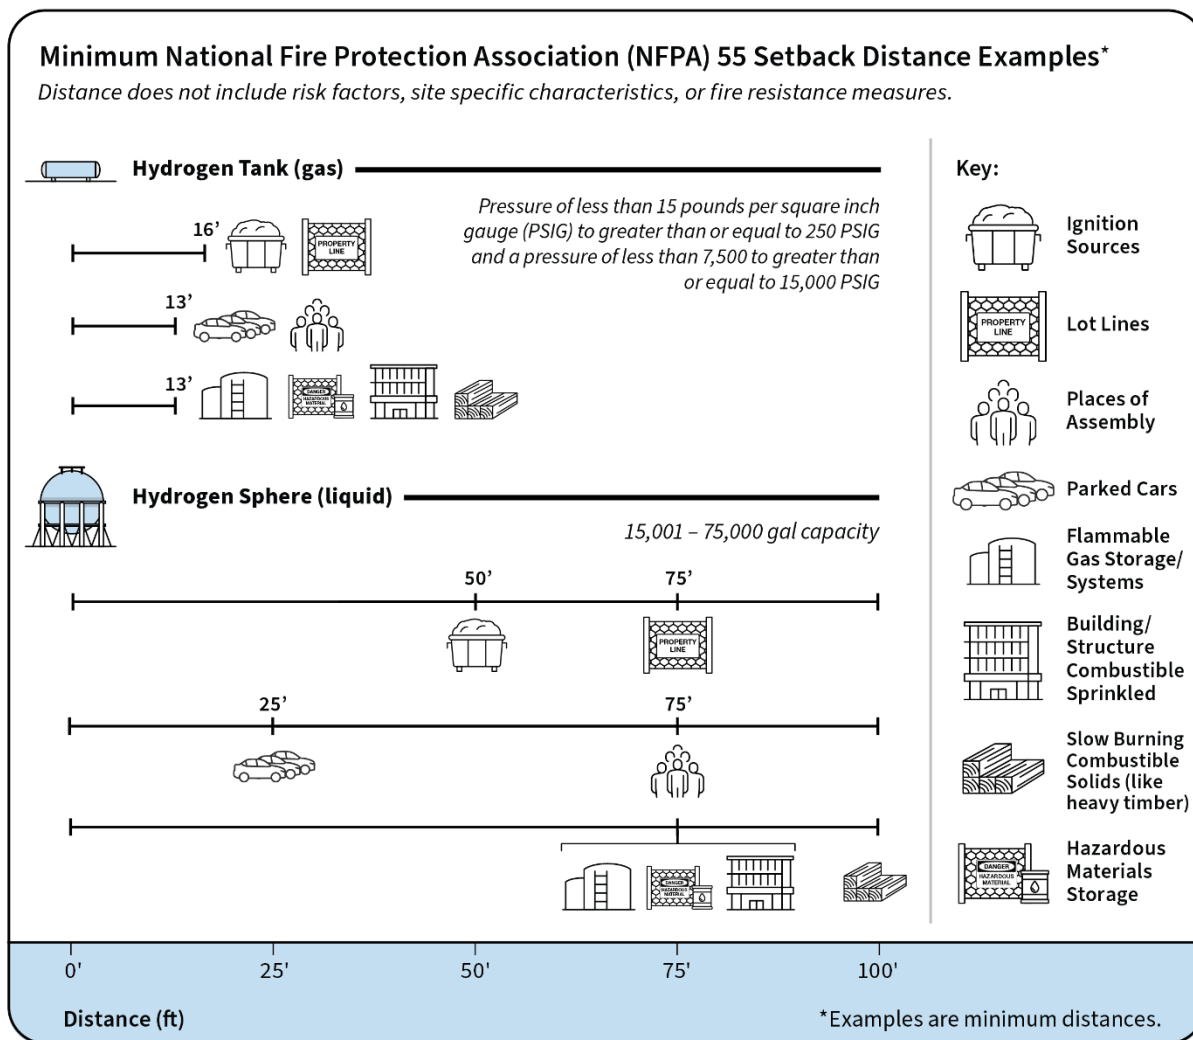 Minimum National Fire Protection Association (NFPA) 55 Setback Distance Examples*
Distance does not include risk factors, site specific characteristics, or fire resistance measures.
Hydrogen Tank (gas)
Pressure of less than 15 pounds per square inch
gauge (PSIG) to greater than or equal to 250 PSIG
and a pressure of less than 7,500 to greater than
or equal to 15,000 PSIG
16’
PROPERTY
LINE
13’
13’
DANGER
HAZARDOUS
MATERIAL
Hydrogen Sphere (liquid)
15,001 – 75,000 gal capacity
50’ 75’
PROPERTY
LINE
25’ 75’
DANGER
HAZARDOUS
MATERIAL
Key:
Ignition
Sources
PROPERTY
LINE
Lot Lines
Places of
Assembly
Parked Cars
Flammable
Gas Storage/
Systems
Building/
Structure
Combustible
Sprinkled
Slow Burning
Combustible
Solids (like
heavy timber)
DANGER
HAZARDOUS
MATERIAL
Hazardous
Materials
Storage
0' 25' 50' 75' 100'
Distance (ft)
*Examples are minimum distances.